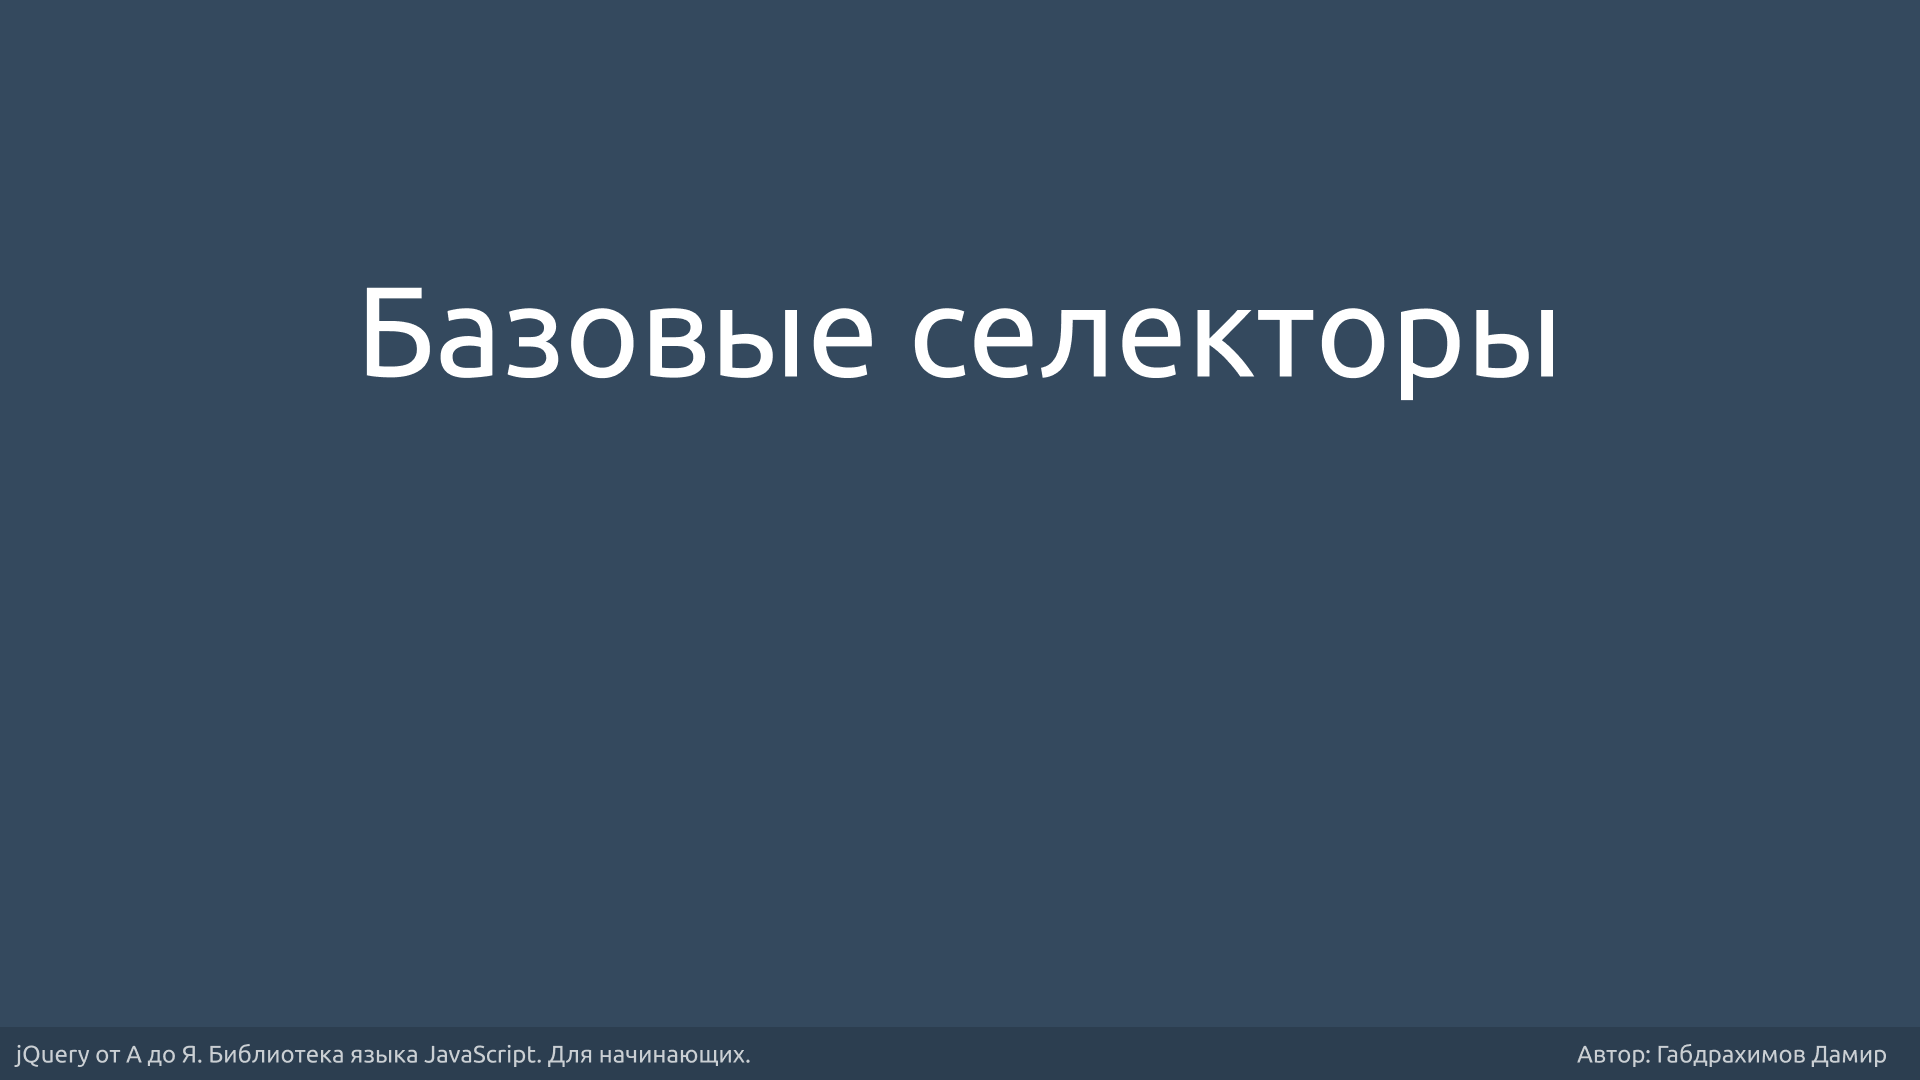 Базовые селекторы
jQuery от А до Я. Библиотека языка JavaScript. Для начинающих.
Автор: Габдрахимов Дамир